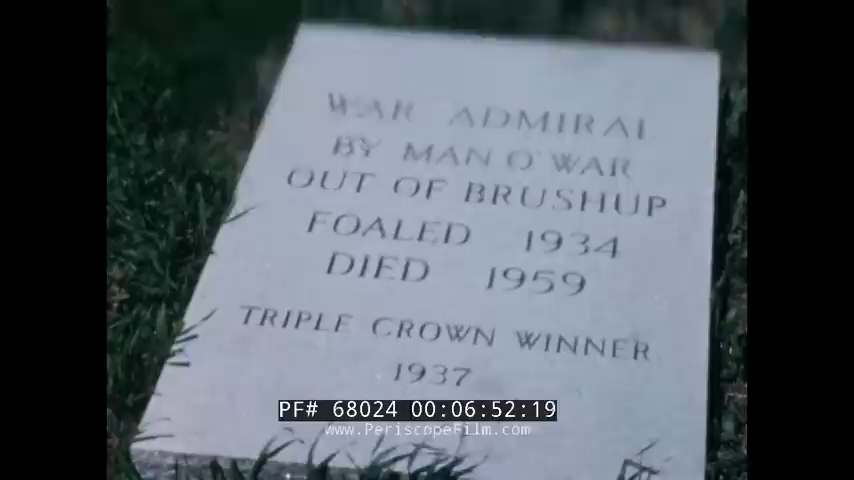 WAR ADMIRAL
BY MAN O WAR
OUT OF BRUSHUP
FOALED 1934
DIED 1959
TRIPLE CROWN WINNER
1937
PF# 68024 00:06:52:19
www.PeriscopeFilm.com